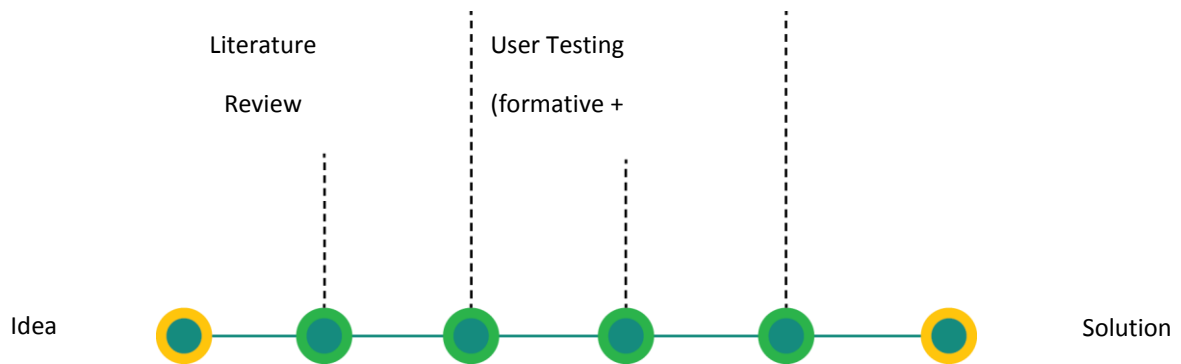 Literature
Review
User Testing
(formative +
Idea
Solution